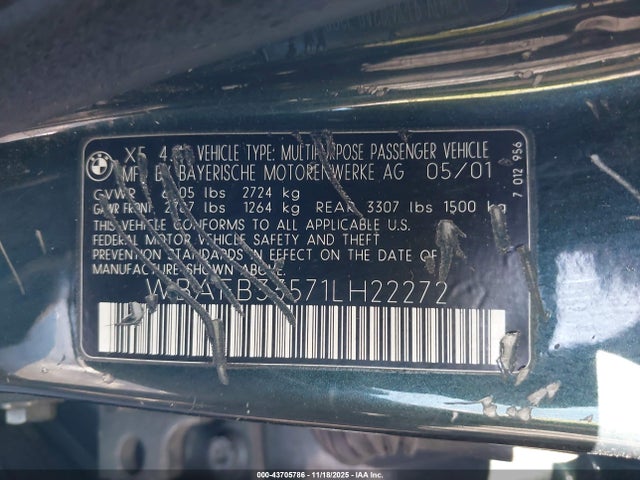 BMW
VEHICLE TYPE: MULTIPURPOSE PASSENGER VEHICLE
BAYERISCHE MOTORENWERKE AG 05/01
GVWR lbs 2724 kg
GAWR FRONT lbs 1264 kg REAR 3307 lbs 1500 kg
THIS VEHICLE CONFORMS TO ALL APPLICABLE U.S.
FEDERAL MOTOR VEHICLE SAFETY AND THEFT
PREVENTION STANDARDS IN EFFECT ON THE DATE OF
MANUFACTURE SHOWN ABOVE.
7 012 956
000-43705786 - 11/18/2025 - IAA Inc.